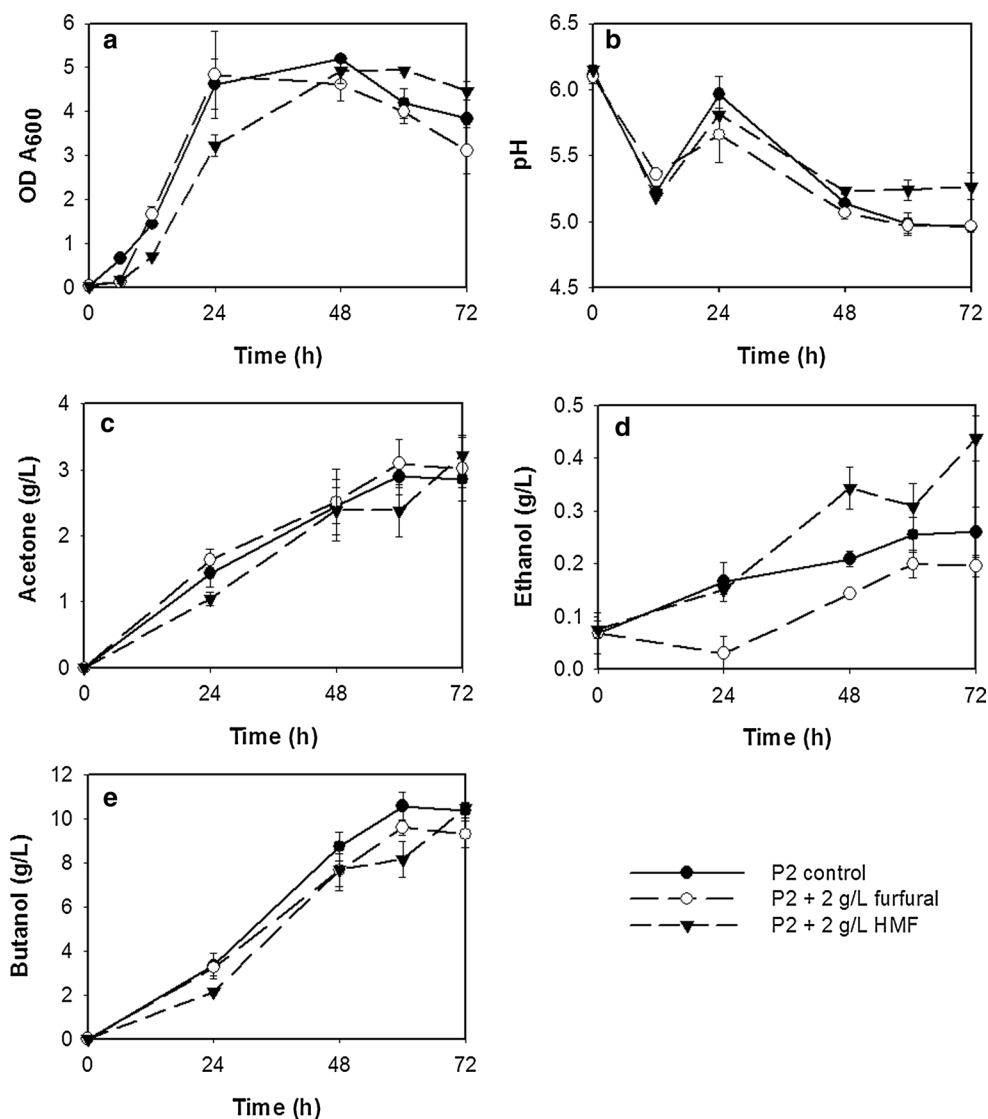 a
OD A600
6
5
4
3
2
1
0
0 24 48 72
Time (h)
b
pH
6.5
6.0
5.5
5.0
4.5
0 24 48 72
Time (h)
c
Acetone (g/L)
4
3
2
1
0
0 24 48 72
Time (h)
d
Ethanol (g/L)
0.5
0.4
0.3
0.2
0.1
0.0
0 24 48 72
Time (h)
e
Butanol (g/L)
12
10
8
6
4
2
0
0 24 48 72
Time (h)
P2 control
P2 + 2 g/L furfural
P2 + 2 g/L HMF